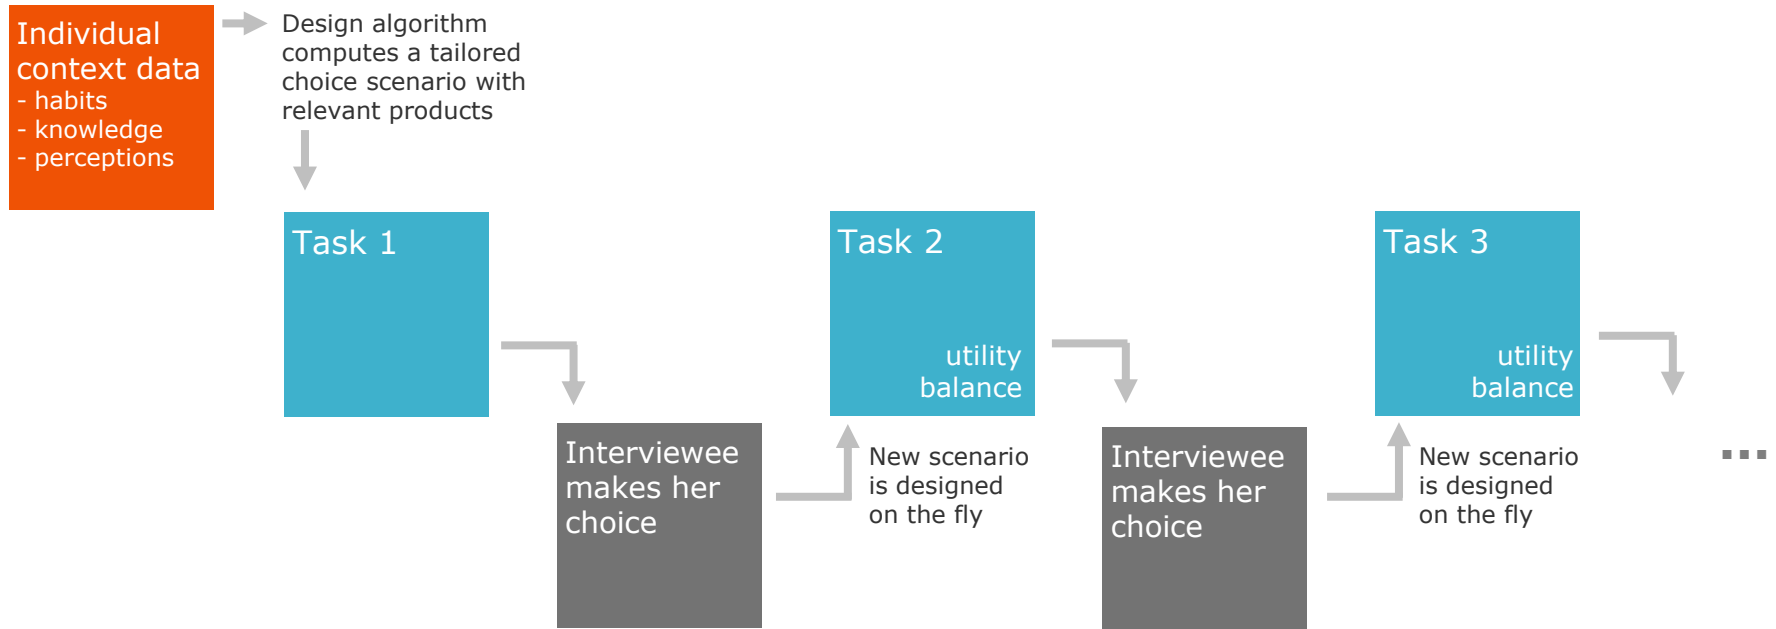 Individual
context data
- habits
- knowledge
- perceptions
Design algorithm
computes a tailored
choice scenario with
relevant products
Task 1
Interviewee
makes her
choice
Task 2
utility
balance
New scenario
is designed
on the fly
Interviewee
makes her
choice
Task 3
utility
balance
New scenario
is designed
on the fly
...